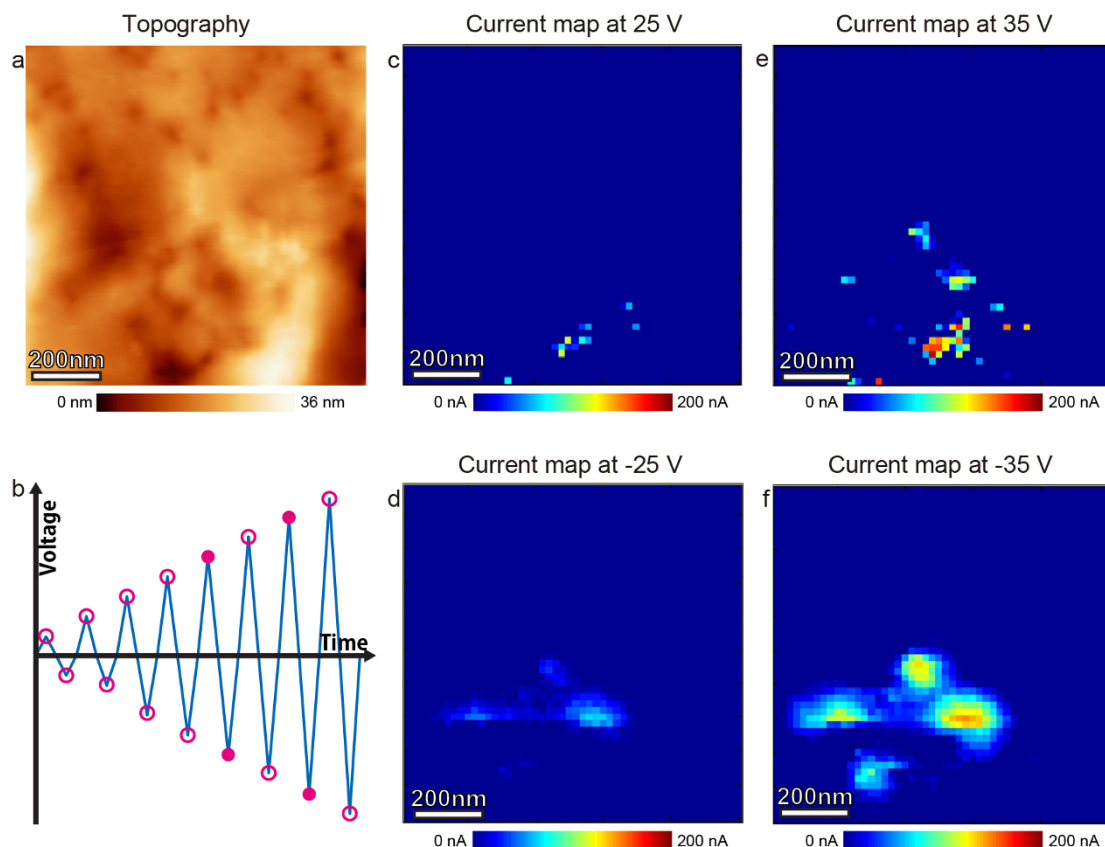 Topography
a
200nm
0 nm 36 nm
Current map at 25 V
c
200nm
0 nA 200 nA
Current map at 35 V
e
200nm
0 nA 200 nA
b
Voltage
Time
Current map at -25 V
d
200nm
0 nA 200 nA
Current map at -35 V
f
200nm
0 nA 200 nA